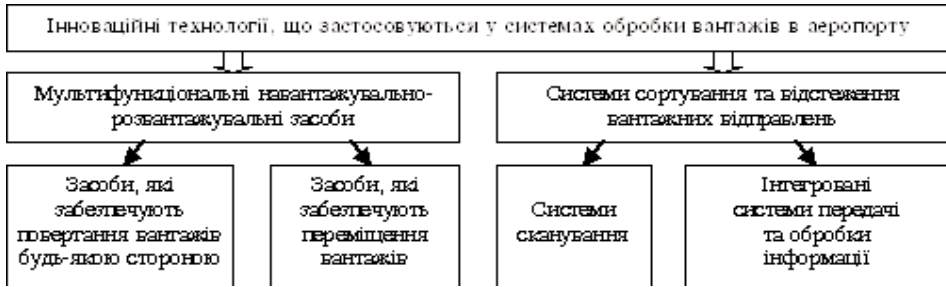 Інноваційні технології, що застосовуються у системах обробки вантажів в аеропорту
Мультифункціональні навантажувально-
розвантажувальні засоби
Системи сортування та відстеження
вантажних відправлень
Засоби, які
забезпечують
повертання вантажів
будь-якою стороною
Засоби, які
забезпечують
переміщення
вантажів
Системи
сканування
Інтегровані
системи передачі
та обробки
інформації